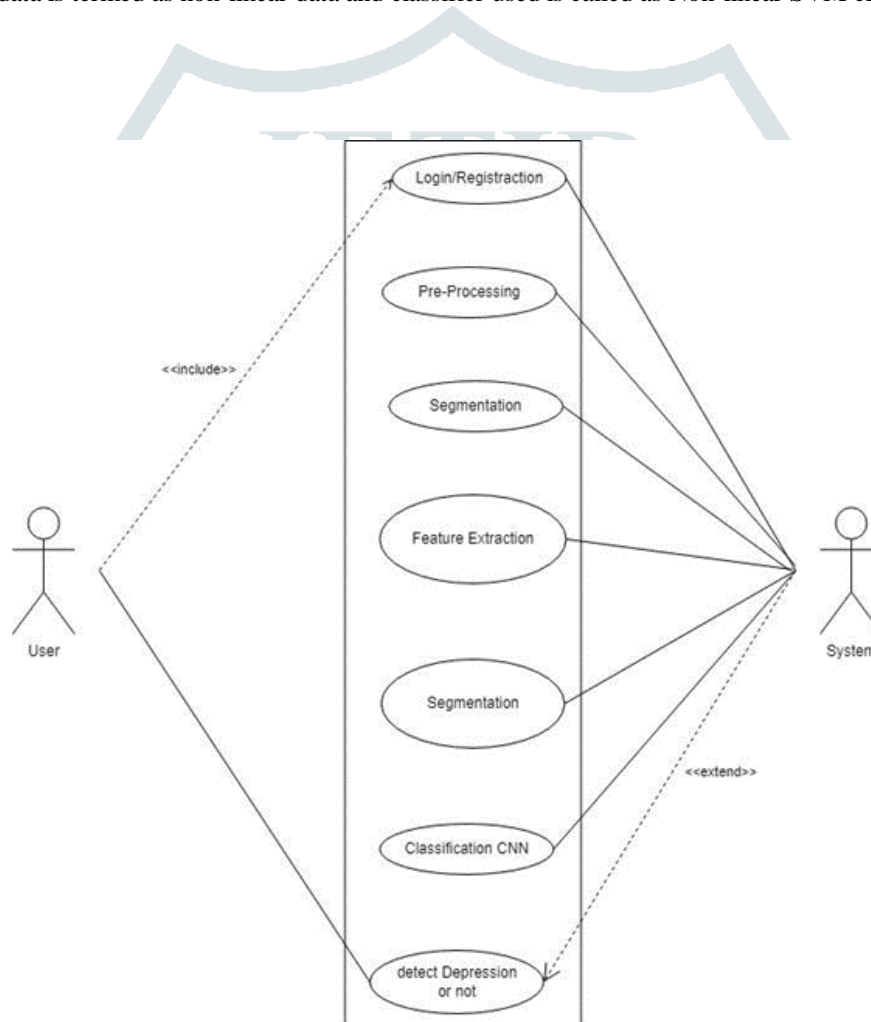 Login/Registraction
Pre-Processing
<<include>>
Segmentation
Feature Extraction
User
System
Segmentation
<<extend>>
Classification CNN
detect Depression
or not